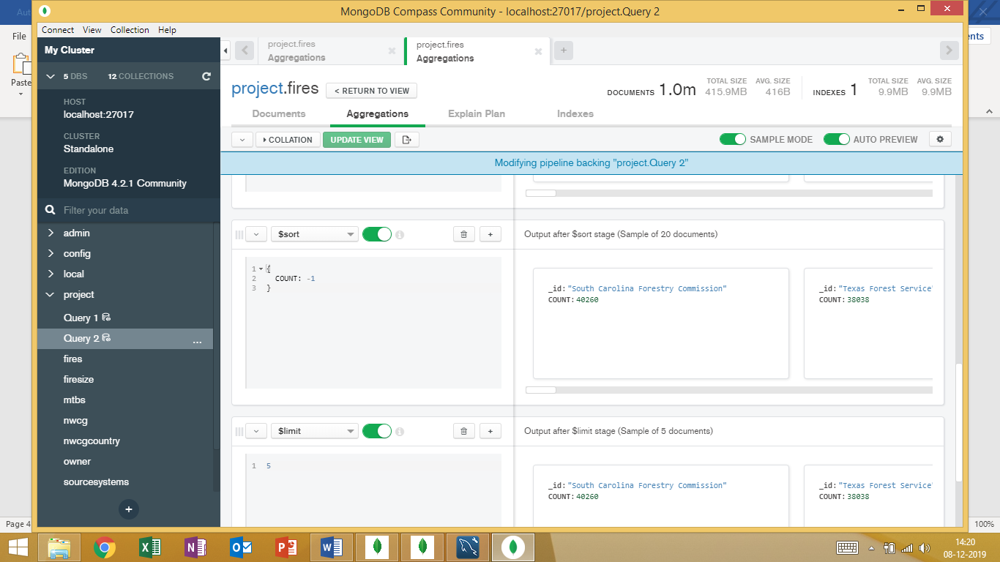 MongoDB Compass Community - localhost:27017/project.Query 2
File
Paste
Page 4
100%
Connect View Collection Help
My Cluster
5 DBS 12 COLLECTIONS
HOST
localhost:27017
CLUSTER
Standalone
EDITION
MongoDB 4.2.1 Community
Filter your data
admin
config
local
project
Query 1
Query 2 ...
fires
firesize
mtbs
nwcg
nwcgcountry
owner
sourcesystems
+
project.fires
Aggregations
project.fires
Aggregations
+
project.fires < RETURN TO VIEW
DOCUMENTS 1.0m TOTAL SIZE 415.9MB AVG. SIZE 416B
INDEXES 1 TOTAL SIZE 9.9MB AVG. SIZE 9.9MB
Documents Aggregations Explain Plan Indexes
COLLATION UPDATE VIEW SAMPLE MODE AUTO PREVIEW
Modifying pipeline backing "project.Query 2"
$sort + Output after $sort stage (Sample of 20 documents)
1 {
2 COUNT: -1
3 }
_id: "South Carolina Forestry Commission"
COUNT: 40260
_id: "Texas Forest Service"
COUNT: 38038
$limit + Output after $limit stage (Sample of 5 documents)
1 5
_id: "South Carolina Forestry Commission"
COUNT: 40260
_id: "Texas Forest Service"
COUNT: 38038
14:20
08-12-2019